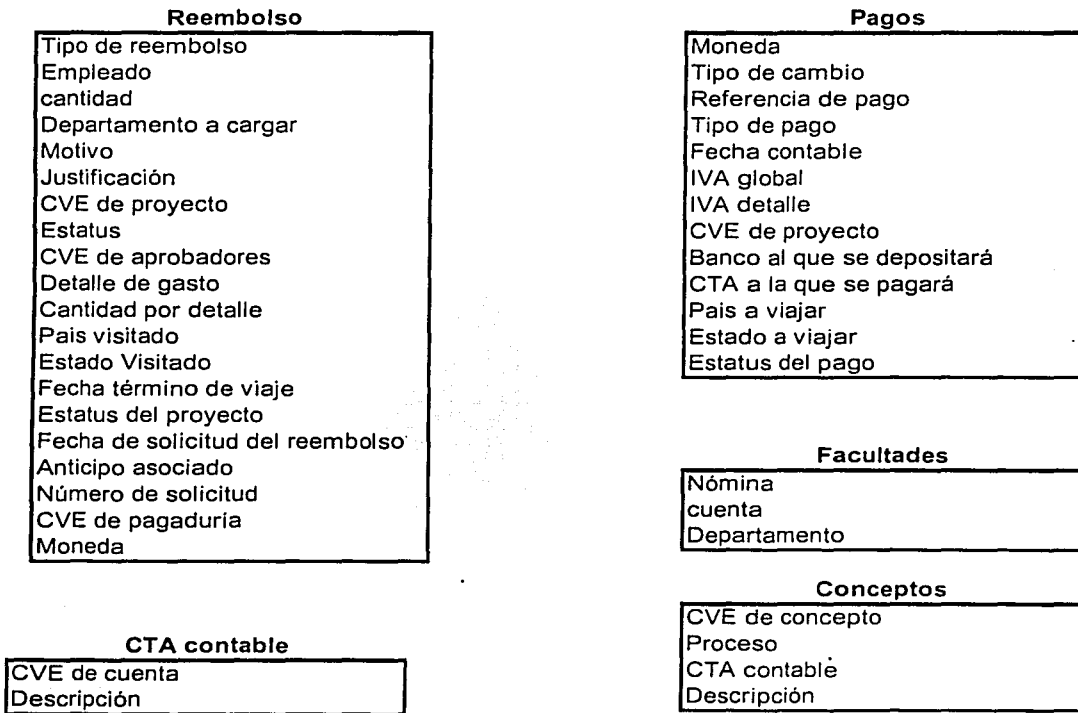 Reembolso
Tipo de reembolso
Empleado
cantidad
Departamento a cargar
Motivo
Justificación
CVE de proyecto
Estatus
CVE de aprobadores
Detalle de gasto
Cantidad por detalle
Pais visitado
Estado Visitado
Fecha término de viaje
Estatus del proyecto
Fecha de solicitud del reembolso
Anticipo asociado
Número de solicitud
CVE de pagaduría
Moneda
CTA contable
CVE de cuenta
Descripción
Pagos
Moneda
Tipo de cambio
Referencia de pago
Tipo de pago
Fecha contable
IVA global
IVA detalle
CVE de proyecto
Banco al que se depositará
CTA a la que se pagará
Pais a viajar
Estado a viajar
Estatus del pago
Facultades
Nómina
cuenta
Departamento
Conceptos
CVE de concepto
Proceso
CTA contable
Descripción